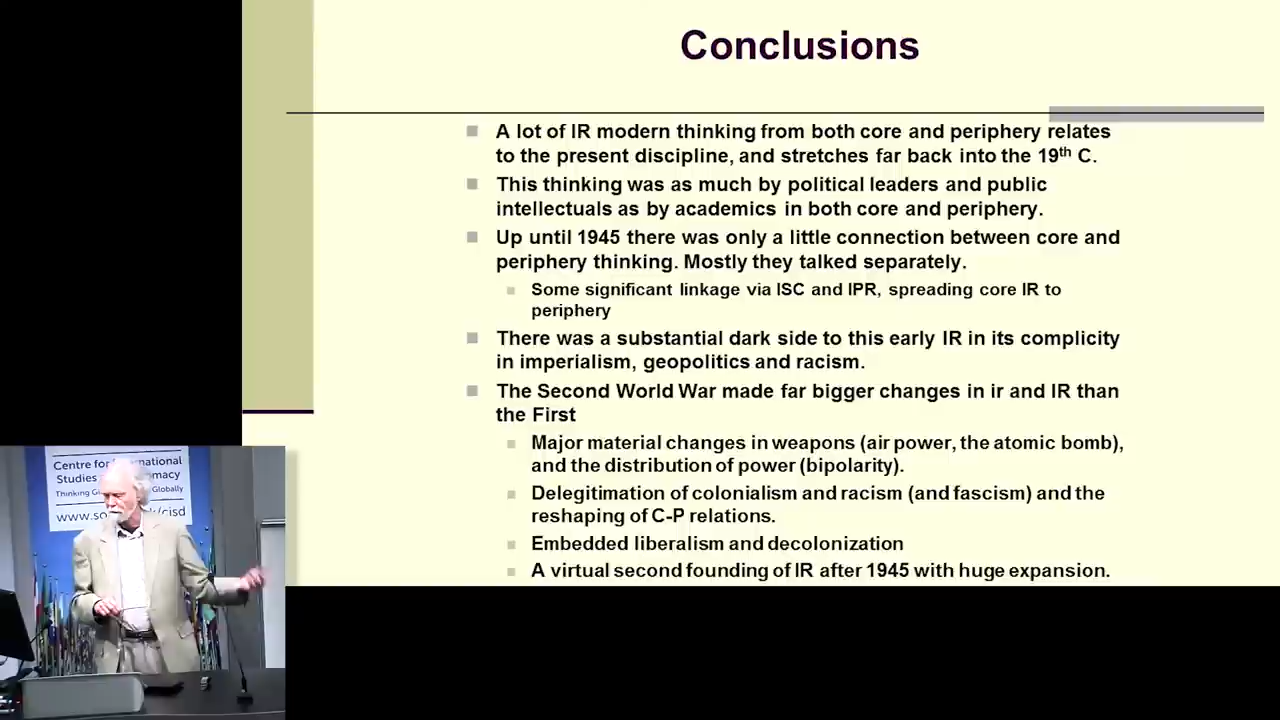 Conclusions
A lot of IR modern thinking from both core and periphery relates
to the present discipline, and stretches far back into the 19th C.
This thinking was as much by political leaders and public
intellectuals as by academics in both core and periphery.
Up until 1945 there was only a little connection between core and
periphery thinking. Mostly they talked separately.
Some significant linkage via ISC and IPR, spreading core IR to
periphery
There was a substantial dark side to this early IR in its complicity
in imperialism, geopolitics and racism.
The Second World War made far bigger changes in ir and IR than
the First
Major material changes in weapons (air power, the atomic bomb),
and the distribution of power (bipolarity).
Delegitimation of colonialism and racism (and fascism) and the
reshaping of C-P relations.
Embedded liberalism and decolonization
A virtual second founding of IR after 1945 with huge expansion.
Centre for
Studies
Thinking Globally